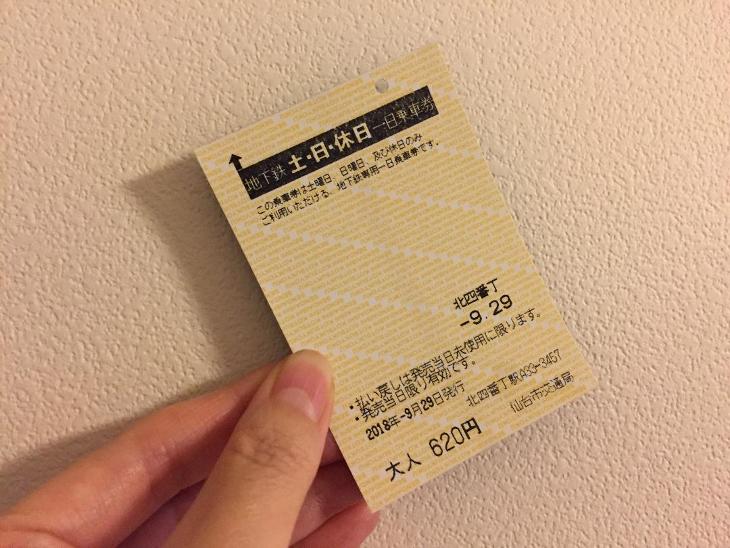 地下鉄 土・日・休日 一日乗車券
この乗車券は土曜日、日曜日、及び休日のみ
ご利用いただける、地下鉄専用一日乗車券です。
北四番丁
-9.29
・払い戻しは発売当日未使用に限ります。
・発売当日限り有効です。
2018年-9月29日発行 北四番丁駅A33-3457
大人 620円 仙台市交通局